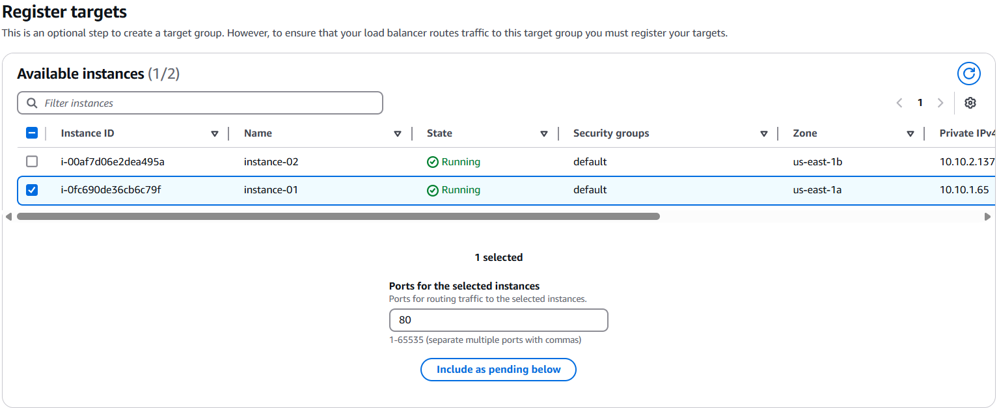 Register targets
This is an optional step to create a target group. However, to ensure that your load balancer routes traffic to this target group you must register your targets.
Available instances (1/2)
Filter instances
1
Instance ID Name State Security groups Zone Private IPv4
i-00af7d06e2dea495a instance-02 Running default us-east-1b 10.10.2.137
i-0fc690de36cb6c79f instance-01 Running default us-east-1a 10.10.1.65
1 selected
Ports for the selected instances
Ports for routing traffic to the selected instances.
80
1-65535 (separate multiple ports with commas)
Include as pending below